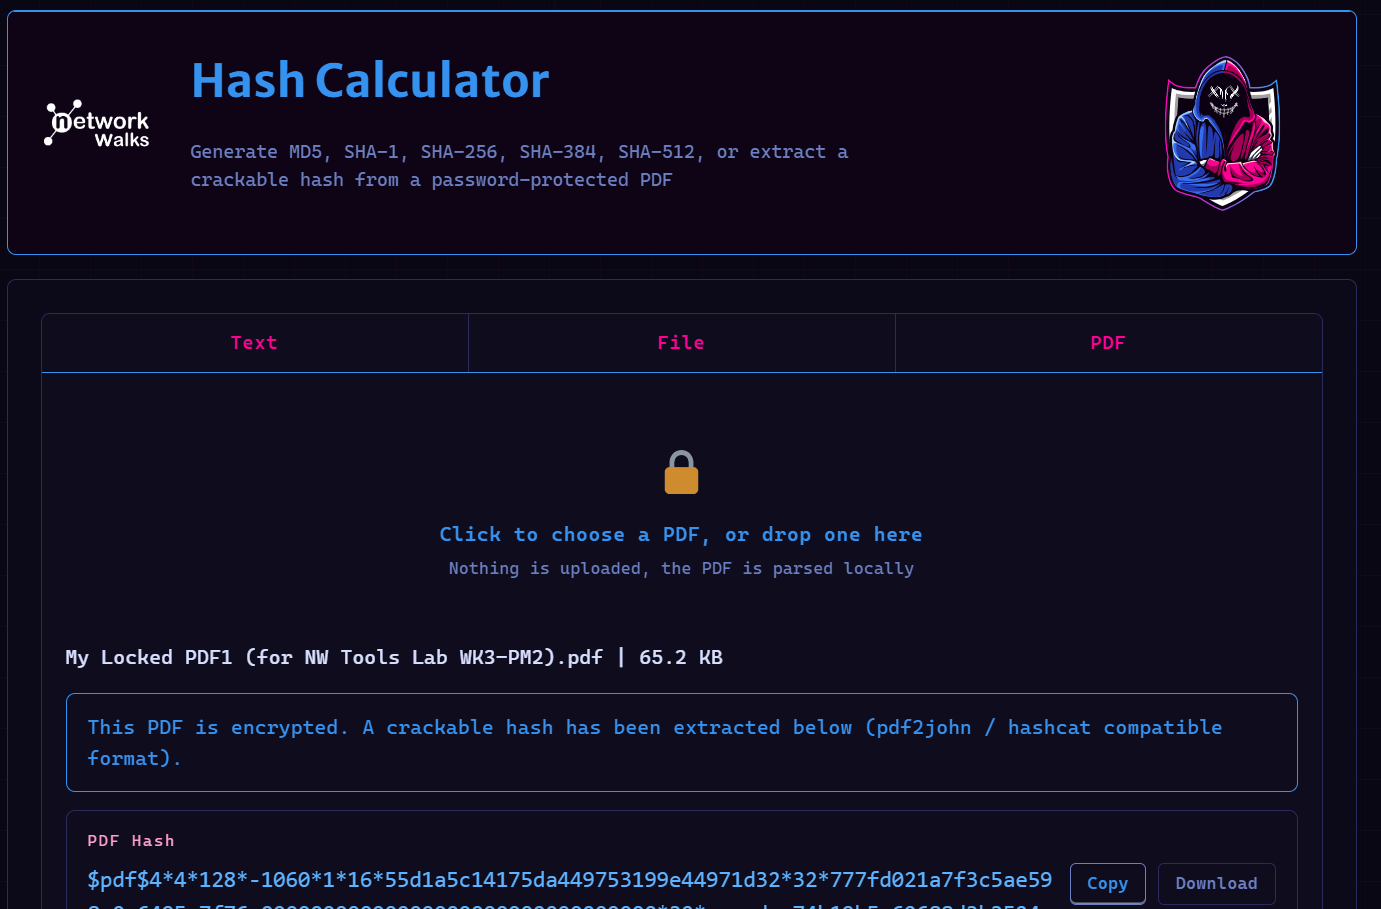 network
Walks
Hash Calculator
Generate MD5, SHA-1, SHA-256, SHA-384, SHA-512, or extract a
crackable hash from a password-protected PDF
Text
File
PDF
Click to choose a PDF, or drop one here
Nothing is uploaded, the PDF is parsed locally
My Locked PDF1 (for NW Tools Lab WK3-PM2).pdf | 65.2 KB
This PDF is encrypted. A crackable hash has been extracted below (pdf2john / hashcat compatible
format).
PDF Hash
$pdf$4*4*128*-1060*1*16*55d1a5c14175da449753199e44971d32*32*777fd021a7f3c5ae59
Copy
Download